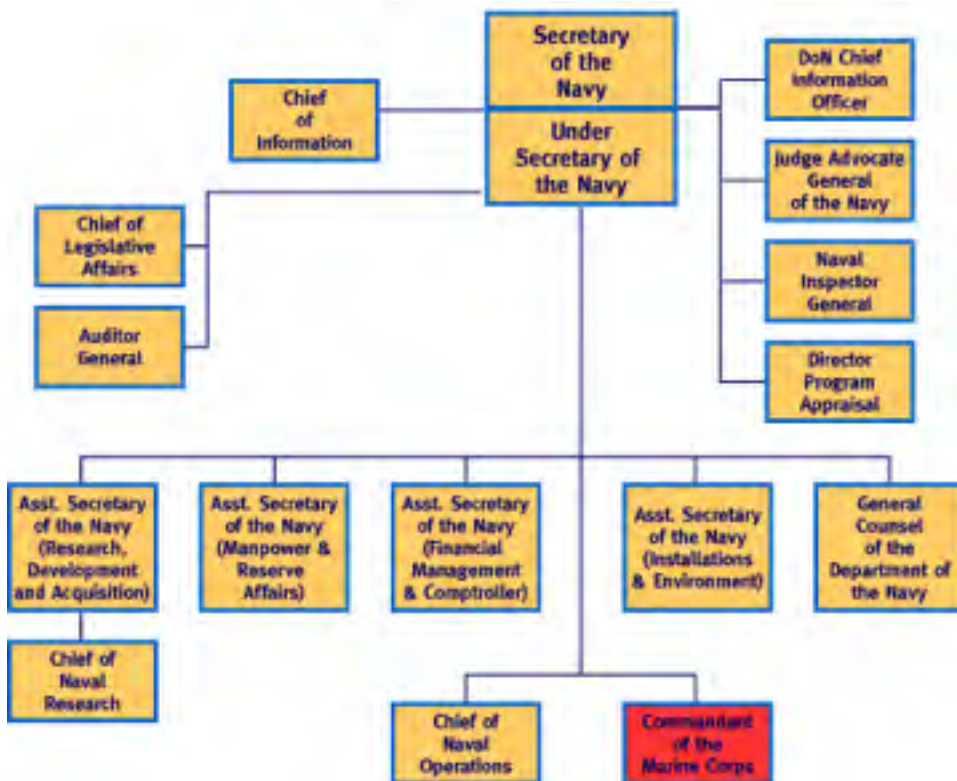 Secretary
of the
Navy
Under
Secretary of
the Navy
Chief
of
Information
DoN Chief
Information
Officer
Judge Advocate
General
of the Navy
Naval
Inspector
General
Director
Program
Appraisal
Chief of
Legislative
Affairs
Auditor
General
Asst. Secretary
of the Navy
(Research,
Development
and Acquisition)
Asst. Secretary
of the Navy
(Manpower &
Reserve
Affairs)
Asst. Secretary
of the Navy
(Financial
Management
& Comptroller)
Asst. Secretary
of the Navy
(Installations
& Environment)
General
Counsel
of the
Department of
the Navy
Chief of
Naval
Research
Chief of
Naval
Operations
Commandant
of the
Marine Corps